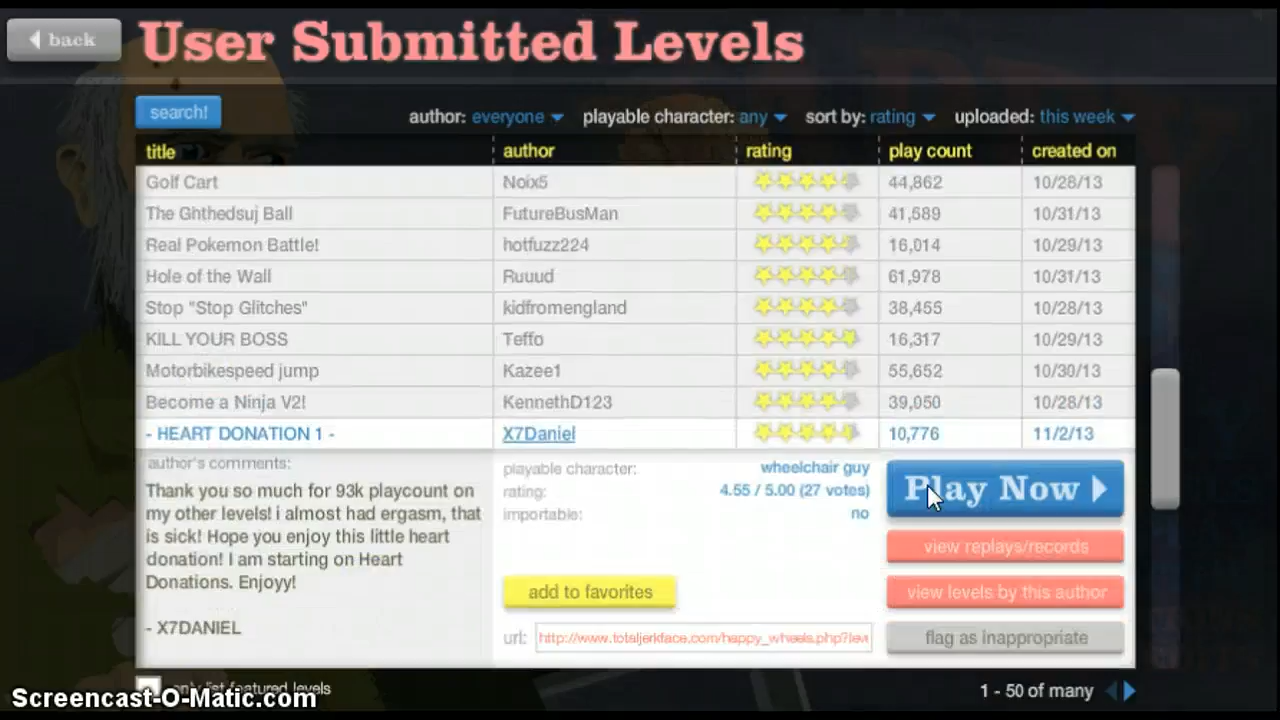 back
User Submitted Levels
search!
author: everyone playable character: any sort by: rating uploaded: this week
title author rating play count created on
Golf Cart Noix5 44,862 10/28/13
The Ghthedsuj Ball FutureBusMan 41,589 10/31/13
Real Pokemon Battle! hotfuzz224 16,014 10/29/13
Hole of the Wall Ruuud 61,978 10/31/13
Stop "Stop Glitches" kidfromengland 38,455 10/28/13
KILL YOUR BOSS Teffo 16,317 10/29/13
Motorbikespeed jump Kazee1 55,652 10/30/13
Become a Ninja V2! KennethD123 39,050 10/28/13
- HEART DONATION 1 - X7Daniel 10,776 11/2/13
author's comments:
Thank you so much for 93k playcount on
my other levels! i almost had ergasm, that
is sick! Hope you enjoy this little heart
donation! I am starting on Heart
Donations. Enjoyy!
- X7DANIEL
playable character: wheelchair guy
rating: 4.55 / 5.00 (27 votes)
importable: no
add to favorites
url: http://www.totaljerkface.com/happy_wheels.php?lev
Play Now
view replays/records
view levels by this author
flag as inappropriate
only list featured levels
1 - 50 of many
Screencast-O-Matic.com